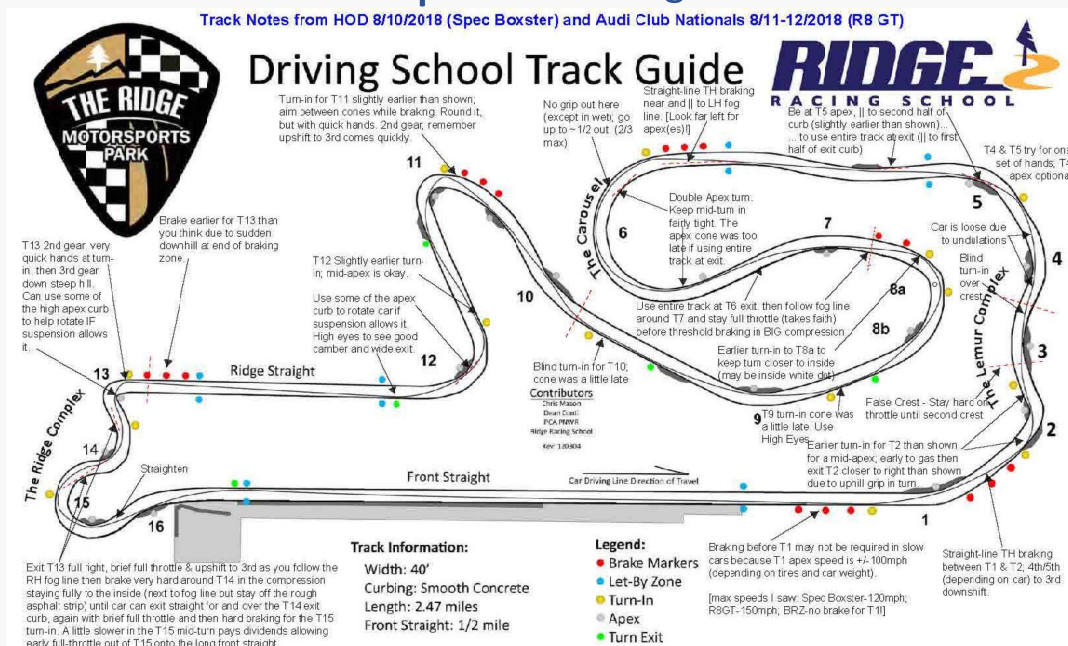 Track Notes from HOD 8/10/2018 (Spec Boxster) and Audi Club Nationals 8/11-12/2018 (R8 GT)
Driving School Track Guide
THE RIDGE
MOTORSPORTS
PARK
RIDGE
RACING SCHOOL
Turn-in for T11 slightly earlier than shown;
aim between cones while braking. Round it,
but with quick hands. 2nd gear, remember
upshift to 3rd comes quickly.
No grip out here
(except in wet; go
up to ~1/2 out (2/3
max)
Straight-line TH braking
near and || to LH fog
line. [Look far left for
apex(es)!]
Be at T5 apex, || to second half of
curb (slightly earlier than shown)...
... to use entire track at exit (|| to first
half of exit curb)
T4 & T5 try for one
set of hands; T4
apex optional
11
The Carousel
6
Double Apex turn.
Keep mid-turn in
fairly tight. The
apex cone was too
late if using entire
track at exit.
7
5
Car is loose due
to undulations
4
Blind
turn-in
over
crest
Brake earlier for T13 than
you think due to sudden
downhill at end of braking
zone.
T13 2nd gear, very
quick hands at turn-
in, then 3rd gear
down steep hill.
Can use some of
the high apex curb
to help rotate IF
suspension allows
it.
T12 Slightly earlier turn-
in; mid-apex is okay.
Use some of the apex
curb to rotate car if
suspension allows it.
High eyes to see good
camber and wide exit.
10
Use entire track at T6 exit, then follow fog line
around T7 and stay full throttle (takes faith)
before threshold braking in BIG compression.
8a
8b
Earlier turn-in to T8a to
keep turn closer to inside
(may be inside white dot)
The Lemur Complex
3
12
13
Ridge Straight
Blind turn-in for T10;
cone was a little late
Contributors
Chris Mason
Dean Conti
PCA PNWR
Ridge Racing School
Rev: 130304
9
T9 turn-in cone was
a little late. Use
High Eyes.
False Crest - Stay hard on
throttle until second crest
2
Earlier turn-in for T2 than shown
for a mid-apex; early to gas then
exit T2 closer to right than shown
due to uphill grip in turn.
The Ridge Complex
14
Straighten
15
16
Front Straight
Car Driving Line Direction of Travel
1
Exit T13 full right, brief full throttle & upshift to 3rd as you follow the
RH fog line then brake very hard around T14 in the compression
staying fully to the inside (next to fog line but stay off the rough
asphalt strip) until car can exit straight for and over the T14 exit
curb, again with brief full throttle and then hard braking for the T15
turn-in. A little slower in the T15 mid-turn pays dividends allowing
early full-throttle out of T15 onto the long front straight.
Track Information:
Width: 40'
Curbing: Smooth Concrete
Length: 2.47 miles
Front Straight: 1/2 mile
Legend:
Brake Markers
Let-By Zone
Turn-In
Apex
Turn Exit
Braking before T1 may not be required in slow
cars because T1 apex speed is +/-100mph
(depending on tires and car weight).
[max speeds I saw: Spec Boxster-120mph;
R8GT-150mph; BRZ-no brake for T1!]
Straight-line TH braking
between T1 & T2; 4th/5th
(depending on car) to 3rd
downshift.